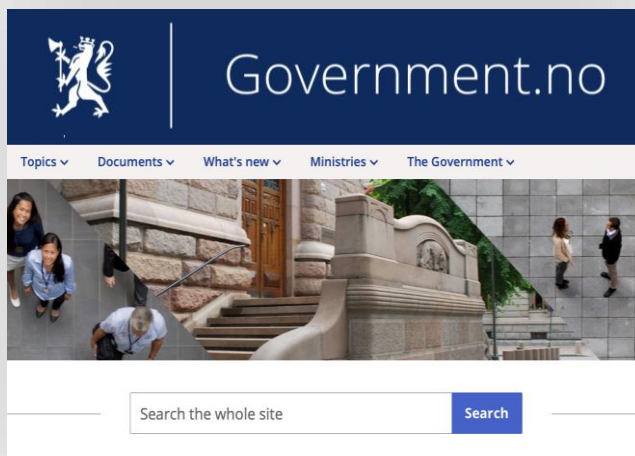 Government.no
Topics Documents What's new Ministries The Government
Search the whole site Search